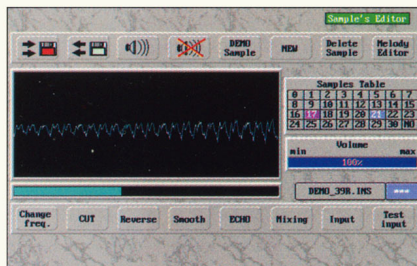 Sample's Editor
DEMO Sample
NEW
Delete Sample
Melody Editor
Samples Table
0 1 2 3 4 5 6 7
8 9 10 11 12 13 14 15
16 17 18 19 20 21 22 23
24 25 26 27 28 29 30 NO
Volume
min max
100%
DEMO_39R.INS
***
Change freq.
CUT
Reverse
Smooth
ECHO
Mixing
Input
Test input